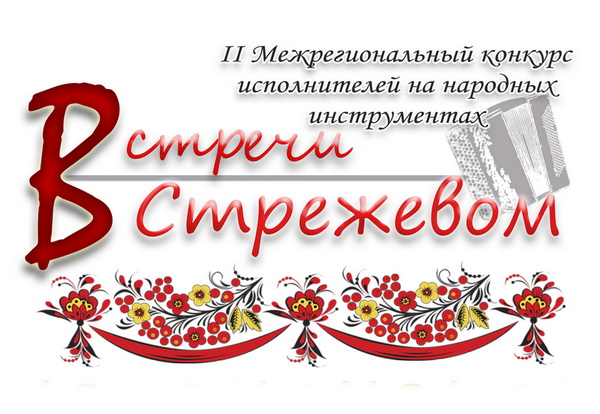 II Межрегиональный конкурс
исполнителей на народных
инструментах
Встречи
В Стрежевом